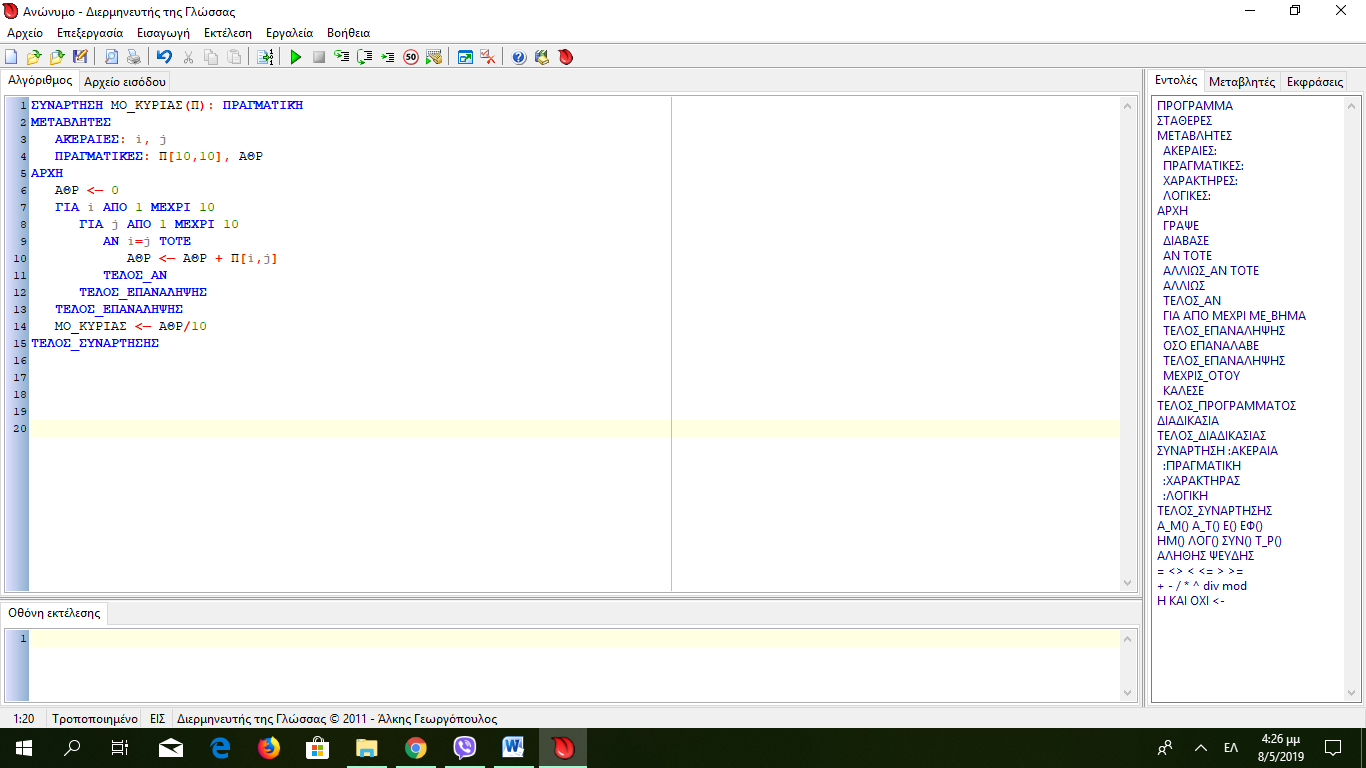 Ανώνυμο - Διερμηνευτής της Γλώσσας
Αρχείο Επεξεργασία Εισαγωγή Εκτέλεση Εργαλεία Βοήθεια
50
Αλγόριθμος Αρχείο εισόδου
1 ΣΥΝΑΡΤΗΣΗ ΜΟ_ΚΥΡΙΑΣ(Π): ΠΡΑΓΜΑΤΙΚΗ
2 ΜΕΤΑΒΛΗΤΕΣ
3 ΑΚΕΡΑΙΕΣ: i, j
4 ΠΡΑΓΜΑΤΙΚΕΣ: Π[10,10], ΑΘΡ
5 ΑΡΧΗ
6 ΑΘΡ <— 0
7 ΓΙΑ i ΑΠΟ 1 ΜΕΧΡΙ 10
8 ΓΙΑ j ΑΠΟ 1 ΜΕΧΡΙ 10
9 ΑΝ i=j ΤΟΤΕ
10 ΑΘΡ <— ΑΘΡ + Π[i,j]
11 ΤΕΛΟΣ_ΑΝ
12 ΤΕΛΟΣ_ΕΠΑΝΑΛΗΨΗΣ
13 ΤΕΛΟΣ_ΕΠΑΝΑΛΗΨΗΣ
14 ΜΟ_ΚΥΡΙΑΣ <— ΑΘΡ/10
15 ΤΕΛΟΣ_ΣΥΝΑΡΤΗΣΗΣ
16
17
18
19
20
Οθόνη εκτέλεσης
1
Εντολές Μεταβλητές Εκφράσεις
ΠΡΟΓΡΑΜΜΑ
ΣΤΑΘΕΡΕΣ
ΜΕΤΑΒΛΗΤΕΣ
ΑΚΕΡΑΙΕΣ:
ΠΡΑΓΜΑΤΙΚΕΣ:
ΧΑΡΑΚΤΗΡΕΣ:
ΛΟΓΙΚΕΣ:
ΑΡΧΗ
ΓΡΑΨΕ
ΔΙΑΒΑΣΕ
ΑΝ ΤΟΤΕ
ΑΛΛΙΩΣ_ΑΝ ΤΟΤΕ
ΑΛΛΙΩΣ
ΤΕΛΟΣ_ΑΝ
ΓΙΑ ΑΠΟ ΜΕΧΡΙ ΜΕ_ΒΗΜΑ
ΤΕΛΟΣ_ΕΠΑΝΑΛΗΨΗΣ
ΟΣΟ ΕΠΑΝΑΛΑΒΕ
ΤΕΛΟΣ_ΕΠΑΝΑΛΗΨΗΣ
ΜΕΧΡΙΣ_ΟΤΟΥ
ΚΑΛΕΣΕ
ΤΕΛΟΣ_ΠΡΟΓΡΑΜΜΑΤΟΣ
ΔΙΑΔΙΚΑΣΙΑ
ΤΕΛΟΣ_ΔΙΑΔΙΚΑΣΙΑΣ
ΣΥΝΑΡΤΗΣΗ :ΑΚΕΡΑΙΑ
:ΠΡΑΓΜΑΤΙΚΗ
:ΧΑΡΑΚΤΗΡΑΣ
:ΛΟΓΙΚΗ
ΤΕΛΟΣ_ΣΥΝΑΡΤΗΣΗΣ
Α_Μ() Α_Τ() Ε() ΕΦ()
ΗΜ() ΛΟΓ() ΣΥΝ() Τ_Ρ()
ΑΛΗΘΗΣ ΨΕΥΔΗΣ
= <> < <= > >=
+ - / * ^ div mod
Η ΚΑΙ ΟΧΙ <-
1:20 Τροποποιημένο ΕΙΣ Διερμηνευτής της Γλώσσας © 2011 - Άλκης Γεωργόπουλος
ΕΛ
4:26 μμ
8/5/2019